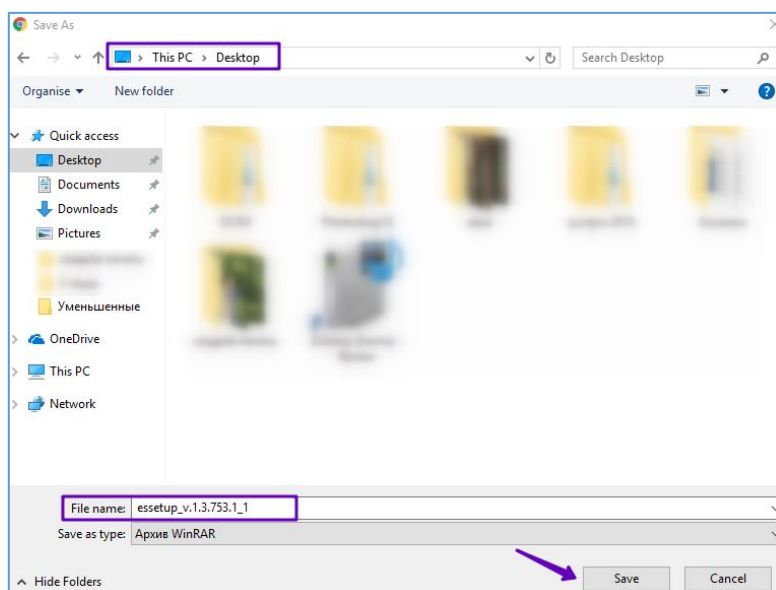 Save As
This PC > Desktop
Search Desktop
Organise
New folder
Quick access
Desktop
Documents
Downloads
Pictures
Уменьшенные
OneDrive
This PC
Network
File name: essetup_v.1.3.753.1_1
Save as type: Архив WinRAR
Hide Folders
Save
Cancel